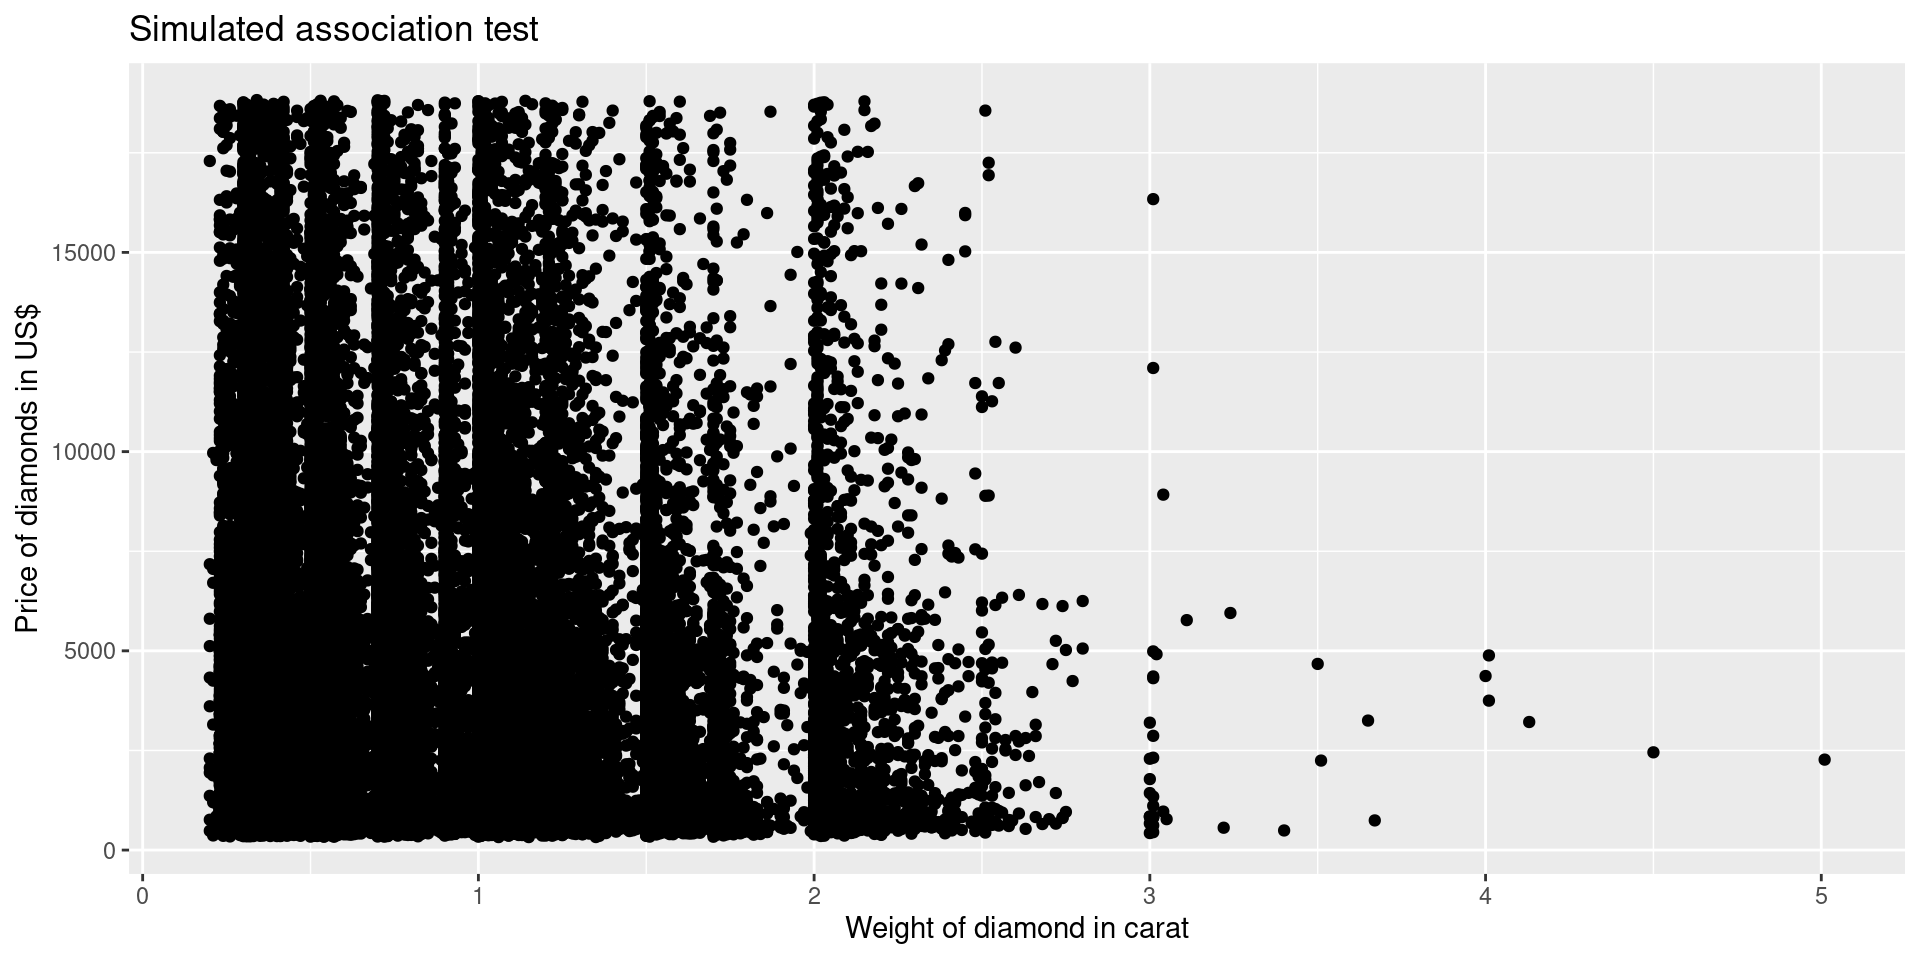 Simulated association test
Price of diamonds in US$
15000
10000
5000
0
0 1 2 3 4 5
Weight of diamond in carat